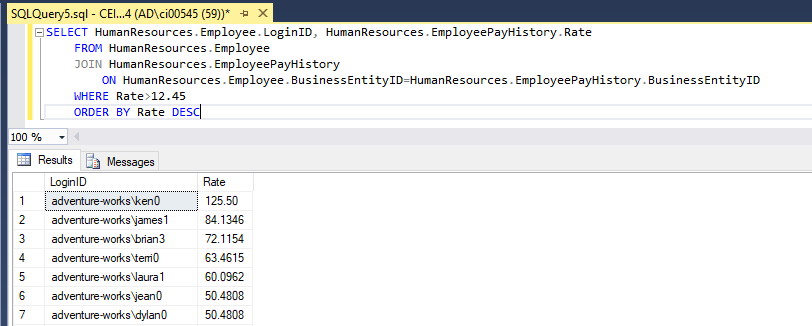 SQLQuery5.sql - CEI...4 (AD\ci00545 (59))*
SELECT HumanResources.Employee.LoginID, HumanResources.EmployeePayHistory.Rate
FROM HumanResources.Employee
JOIN HumanResources.EmployeePayHistory
ON HumanResources.Employee.BusinessEntityID=HumanResources.EmployeePayHistory.BusinessEntityID
WHERE Rate>12.45
ORDER BY Rate DESC
100 %
Results Messages
LoginID Rate
1 adventure-works\ken0 125.50
2 adventure-works\james1 84.1346
3 adventure-works\brian3 72.1154
4 adventure-works\terri0 63.4615
5 adventure-works\laura1 60.0962
6 adventure-works\jean0 50.4808
7 adventure-works\dylan0 50.4808